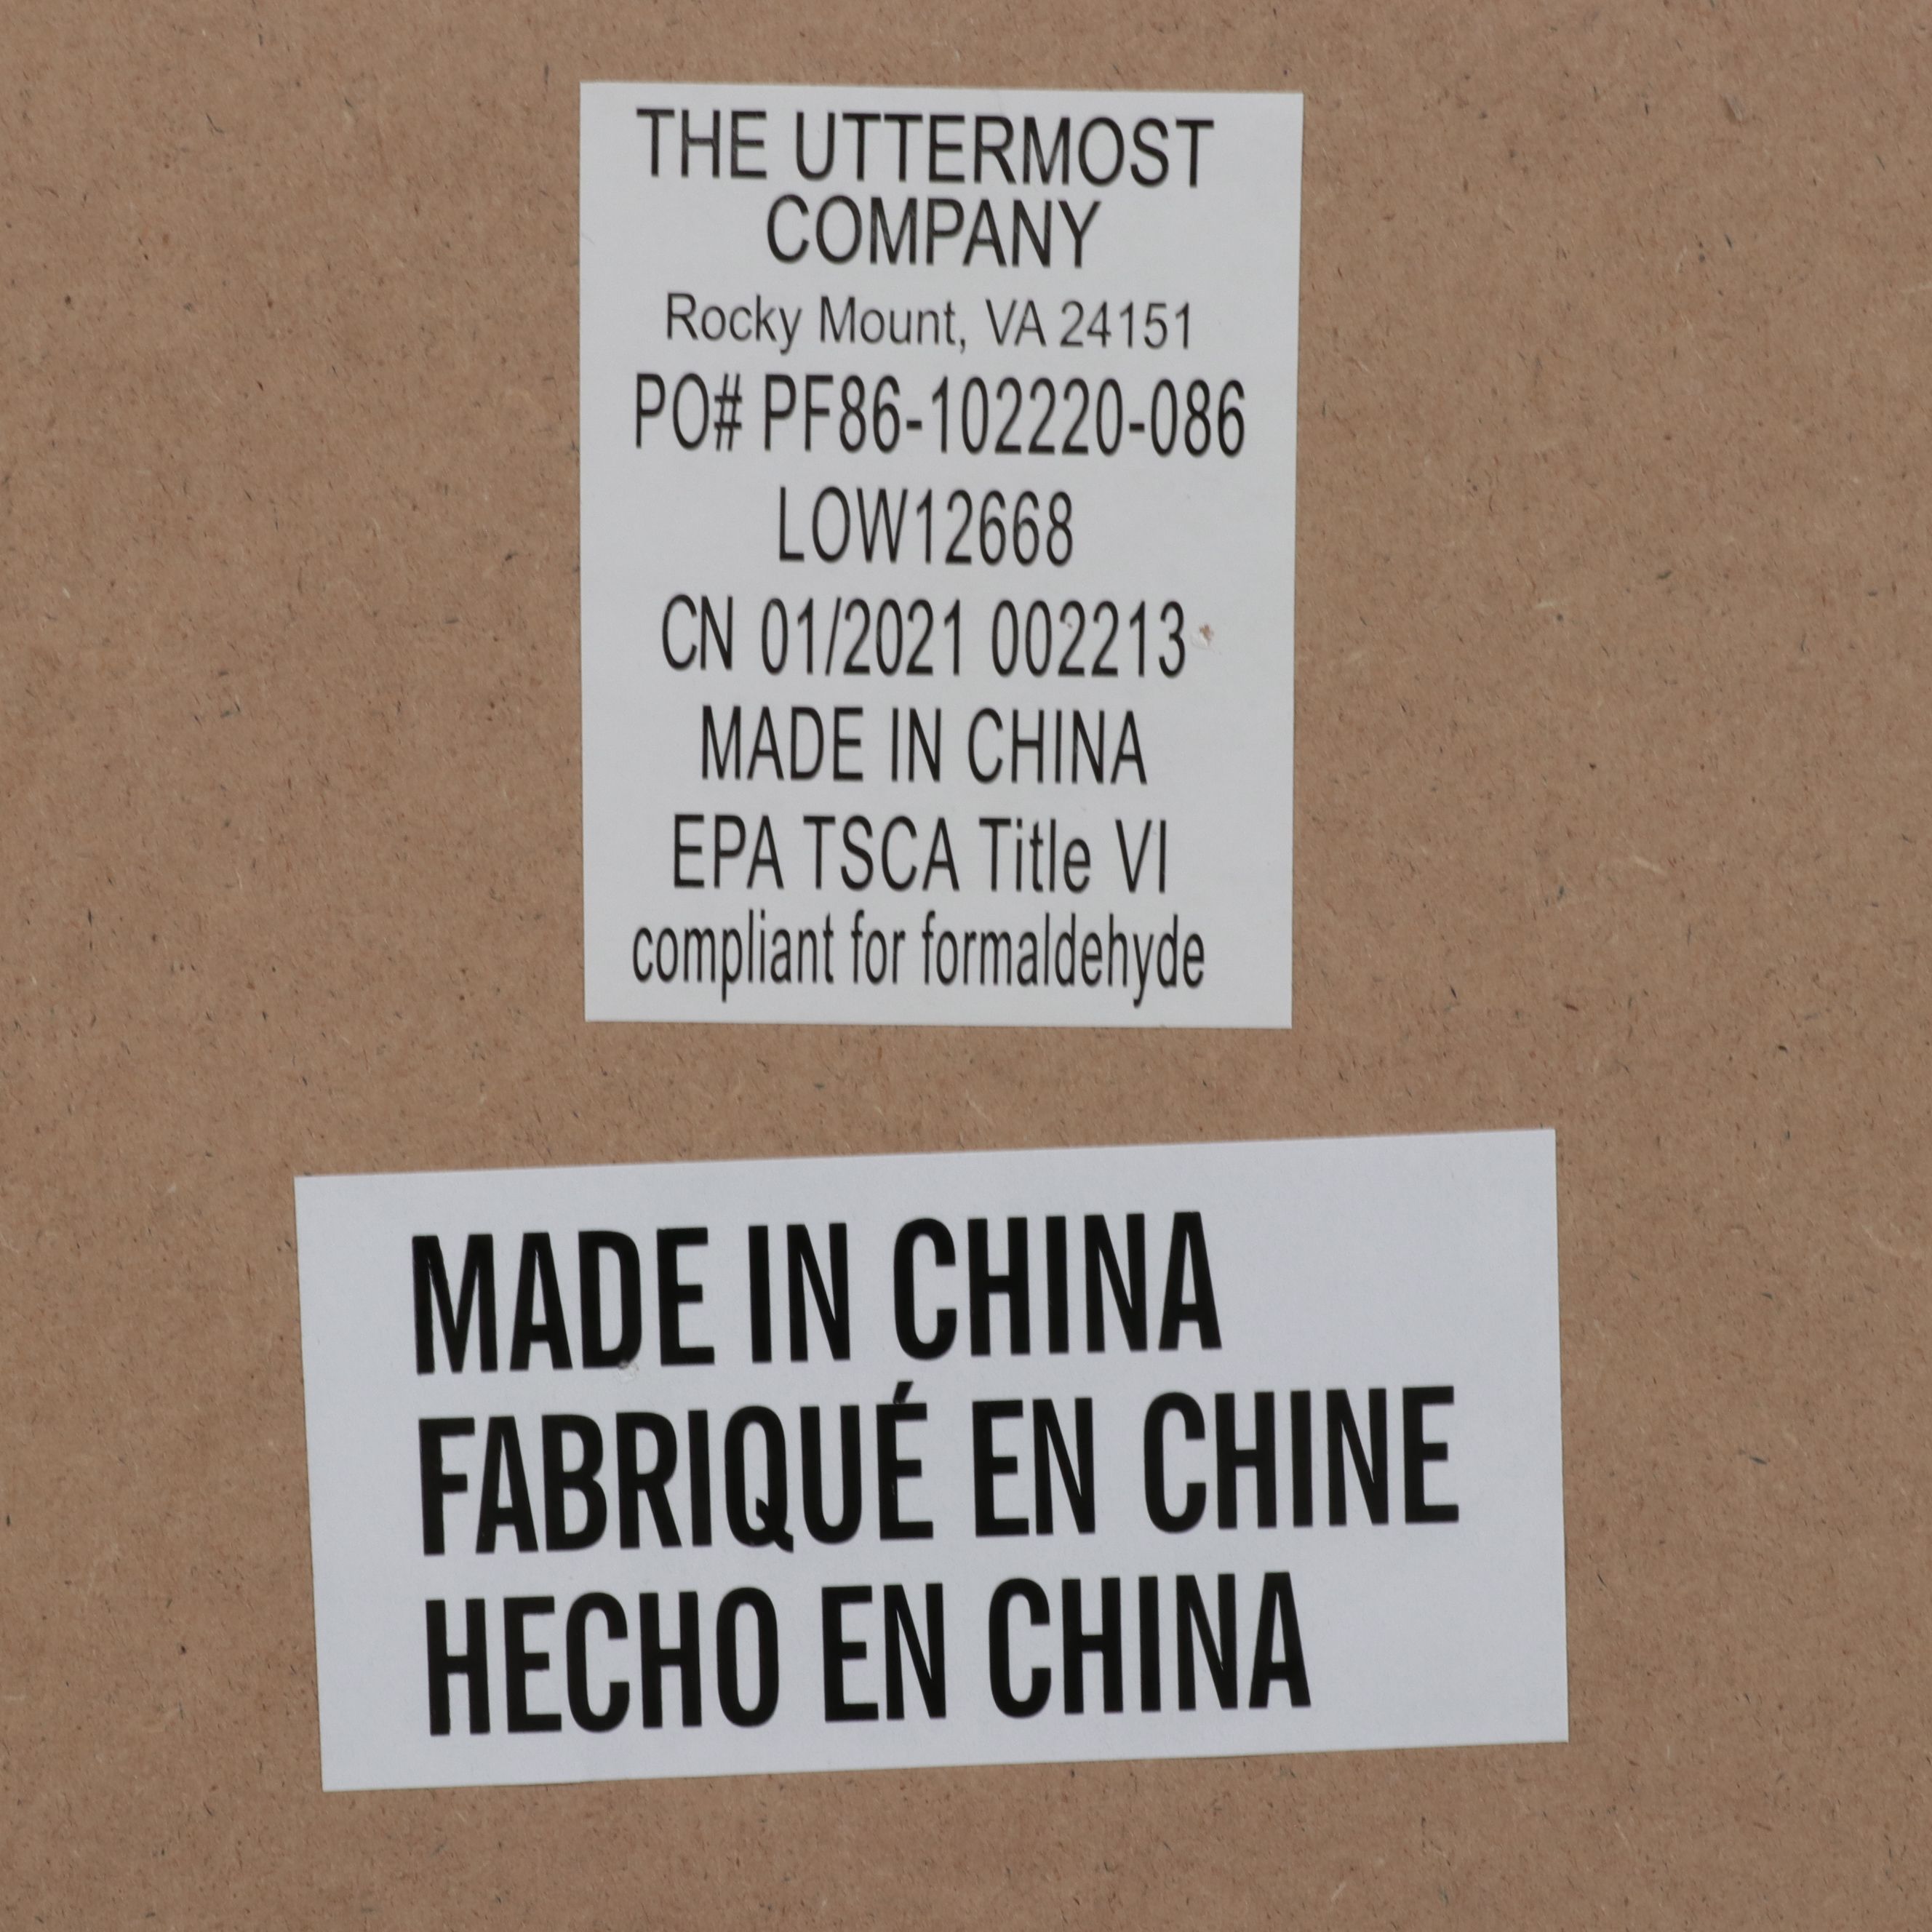 THE UTTERMOST
COMPANY
Rocky Mount, VA 24151
PO# PF86-102220-086
LOW12668
CN 01/2021 002213
MADE IN CHINA
EPA TSCA Title VI
compliant for formaldehyde
MADE IN CHINA
FABRIQUÉ EN CHINE
HECHO EN CHINA